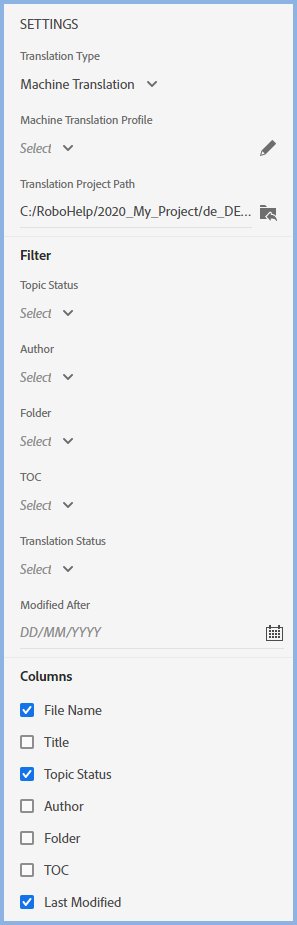 SETTINGS
Translation Type
Machine Translation
Machine Translation Profile
Select
Translation Project Path
C:/RoboHelp/2020_My_Project/de_DE...
Filter
Topic Status
Select
Author
Select
Folder
Select
TOC
Select
Translation Status
Select
Modified After
DD/MM/YYYY
Columns
File Name
Title
Topic Status
Author
Folder
TOC
Last Modified